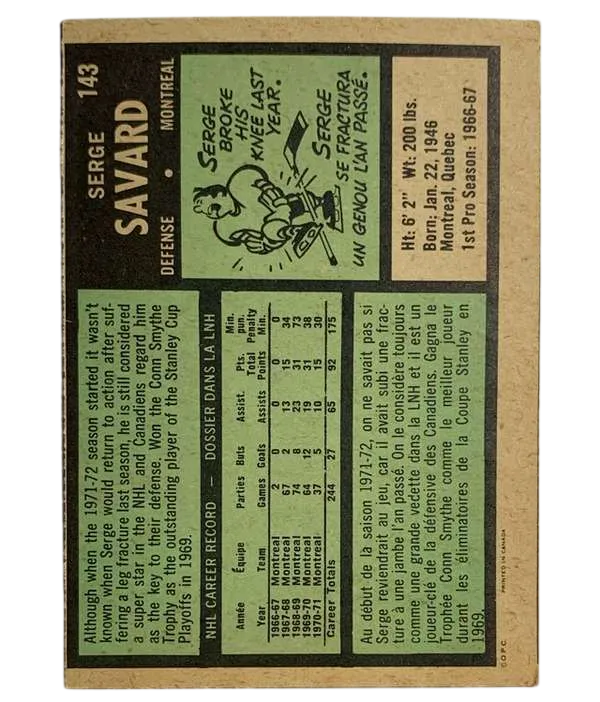 SERGE 143
SAVARD
DEFENSE • MONTREAL
SERGE
BROKE
HIS
KNEE LAST
YEAR.
SERGE
SE FRACTURA
UN GENOU L'AN PASSÉ.
Ht: 6' 2" Wt: 200 lbs.
Born: Jan. 22, 1946
Montreal, Quebec
1st Pro Season: 1966-67
Although when the 1971-72 season started it wasn't
known when Serge would return to action after suf-
fering a leg fracture last season, he is still considered
a super star in the NHL and Canadiens regard him
as the key to their defense. Won the Conn Smythe
Trophy as the outstanding player of the Stanley Cup
Playoffs in 1969.
NHL CAREER RECORD — DOSSIER DANS LA LNH
Année Équipe Parties Buts Assist. Pts. Total Min. pun.
Year Team Games Goals Assists Points Penalty Min.
1966-67 Montreal 2 0 0 0 0
1967-68 Montreal 67 2 13 15 34
1968-69 Montreal 74 8 23 31 73
1969-70 Montreal 64 12 19 31 38
1970-71 Montreal 37 5 10 15 30
Career Totals 244 27 65 92 175
Au début de la saison 1971-72, on ne savait pas si
Serge reviendrait au jeu, car il avait subi une frac-
ture à une jambe l'an passé. On le considère toujours
comme une grande vedette dans la LNH et il est un
joueur-clé de la défensive des Canadiens. Gagna le
Trophée Conn Smythe comme le meilleur joueur
durant les éliminatoires de la Coupe Stanley en
1969.
©O.P.C. PRINTED IN CANADA